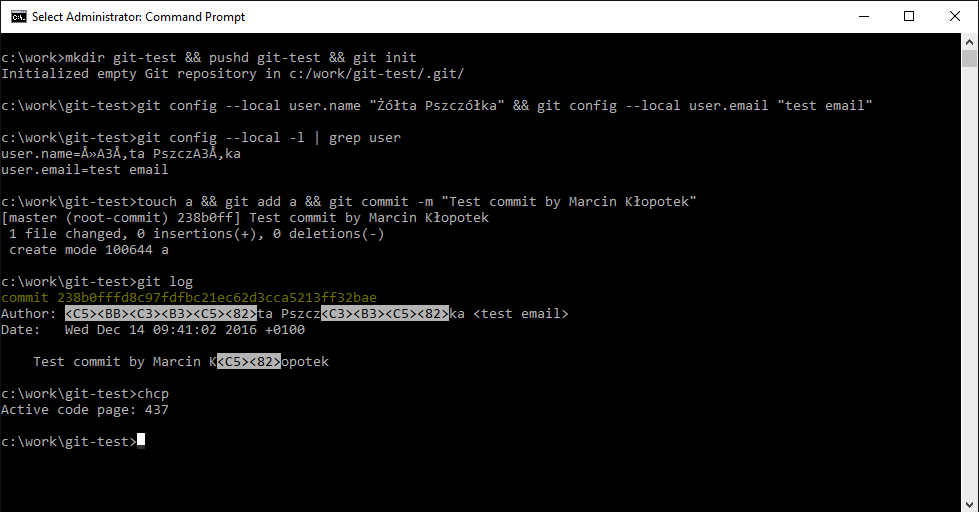 Select Administrator: Command Prompt
c:\work>mkdir git-test && pushd git-test && git init
Initialized empty Git repository in c:/work/git-test/.git/
c:\work\git-test>git config --local user.name "Żółta Pszczółka" && git config --local user.email "test email"
c:\work\git-test>git config --local -l | grep user
user.name=Å»Ă3Å‚ta PszczĂ3Å‚ka
user.email=test email
c:\work\git-test>touch a && git add a && git commit -m "Test commit by Marcin Kłopotek"
[master (root-commit) 238b0ff] Test commit by Marcin Kłopotek
 1 file changed, 0 insertions(+), 0 deletions(-)
 create mode 100644 a
c:\work\git-test>git log
commit 238b0fffd8c97fdfbc21ec62d3cca5213ff32bae
Author: <C5><BB><C3><B3><C5><82>ta Pszcz<C3><B3><C5><82>ka <test email>
Date:   Wed Dec 14 09:41:02 2016 +0100
    Test commit by Marcin K<C5><82>opotek
c:\work\git-test>chcp
Active code page: 437
c:\work\git-test>